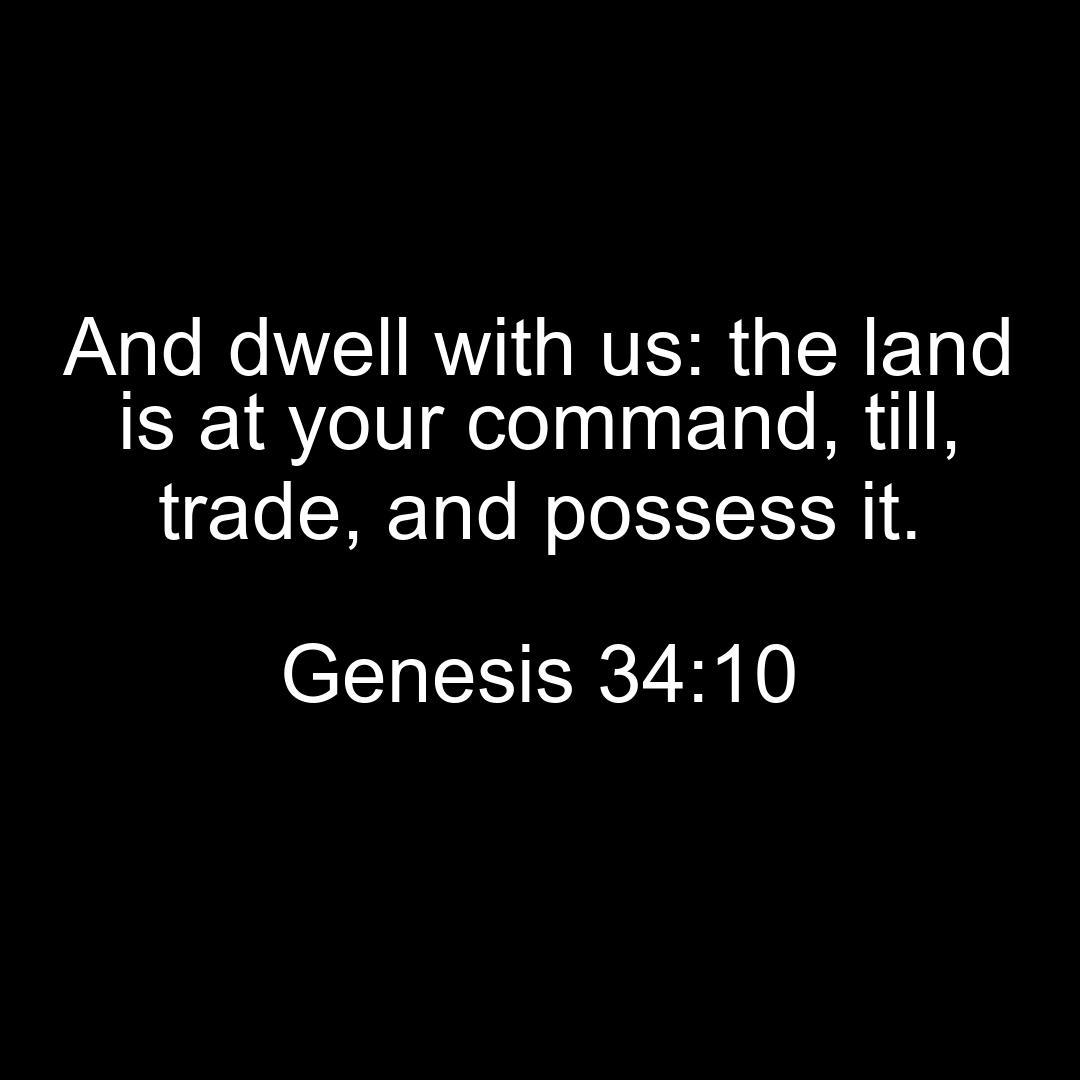 And dwell with us: the land
is at your command, till,
trade, and possess it.
Genesis 34:10